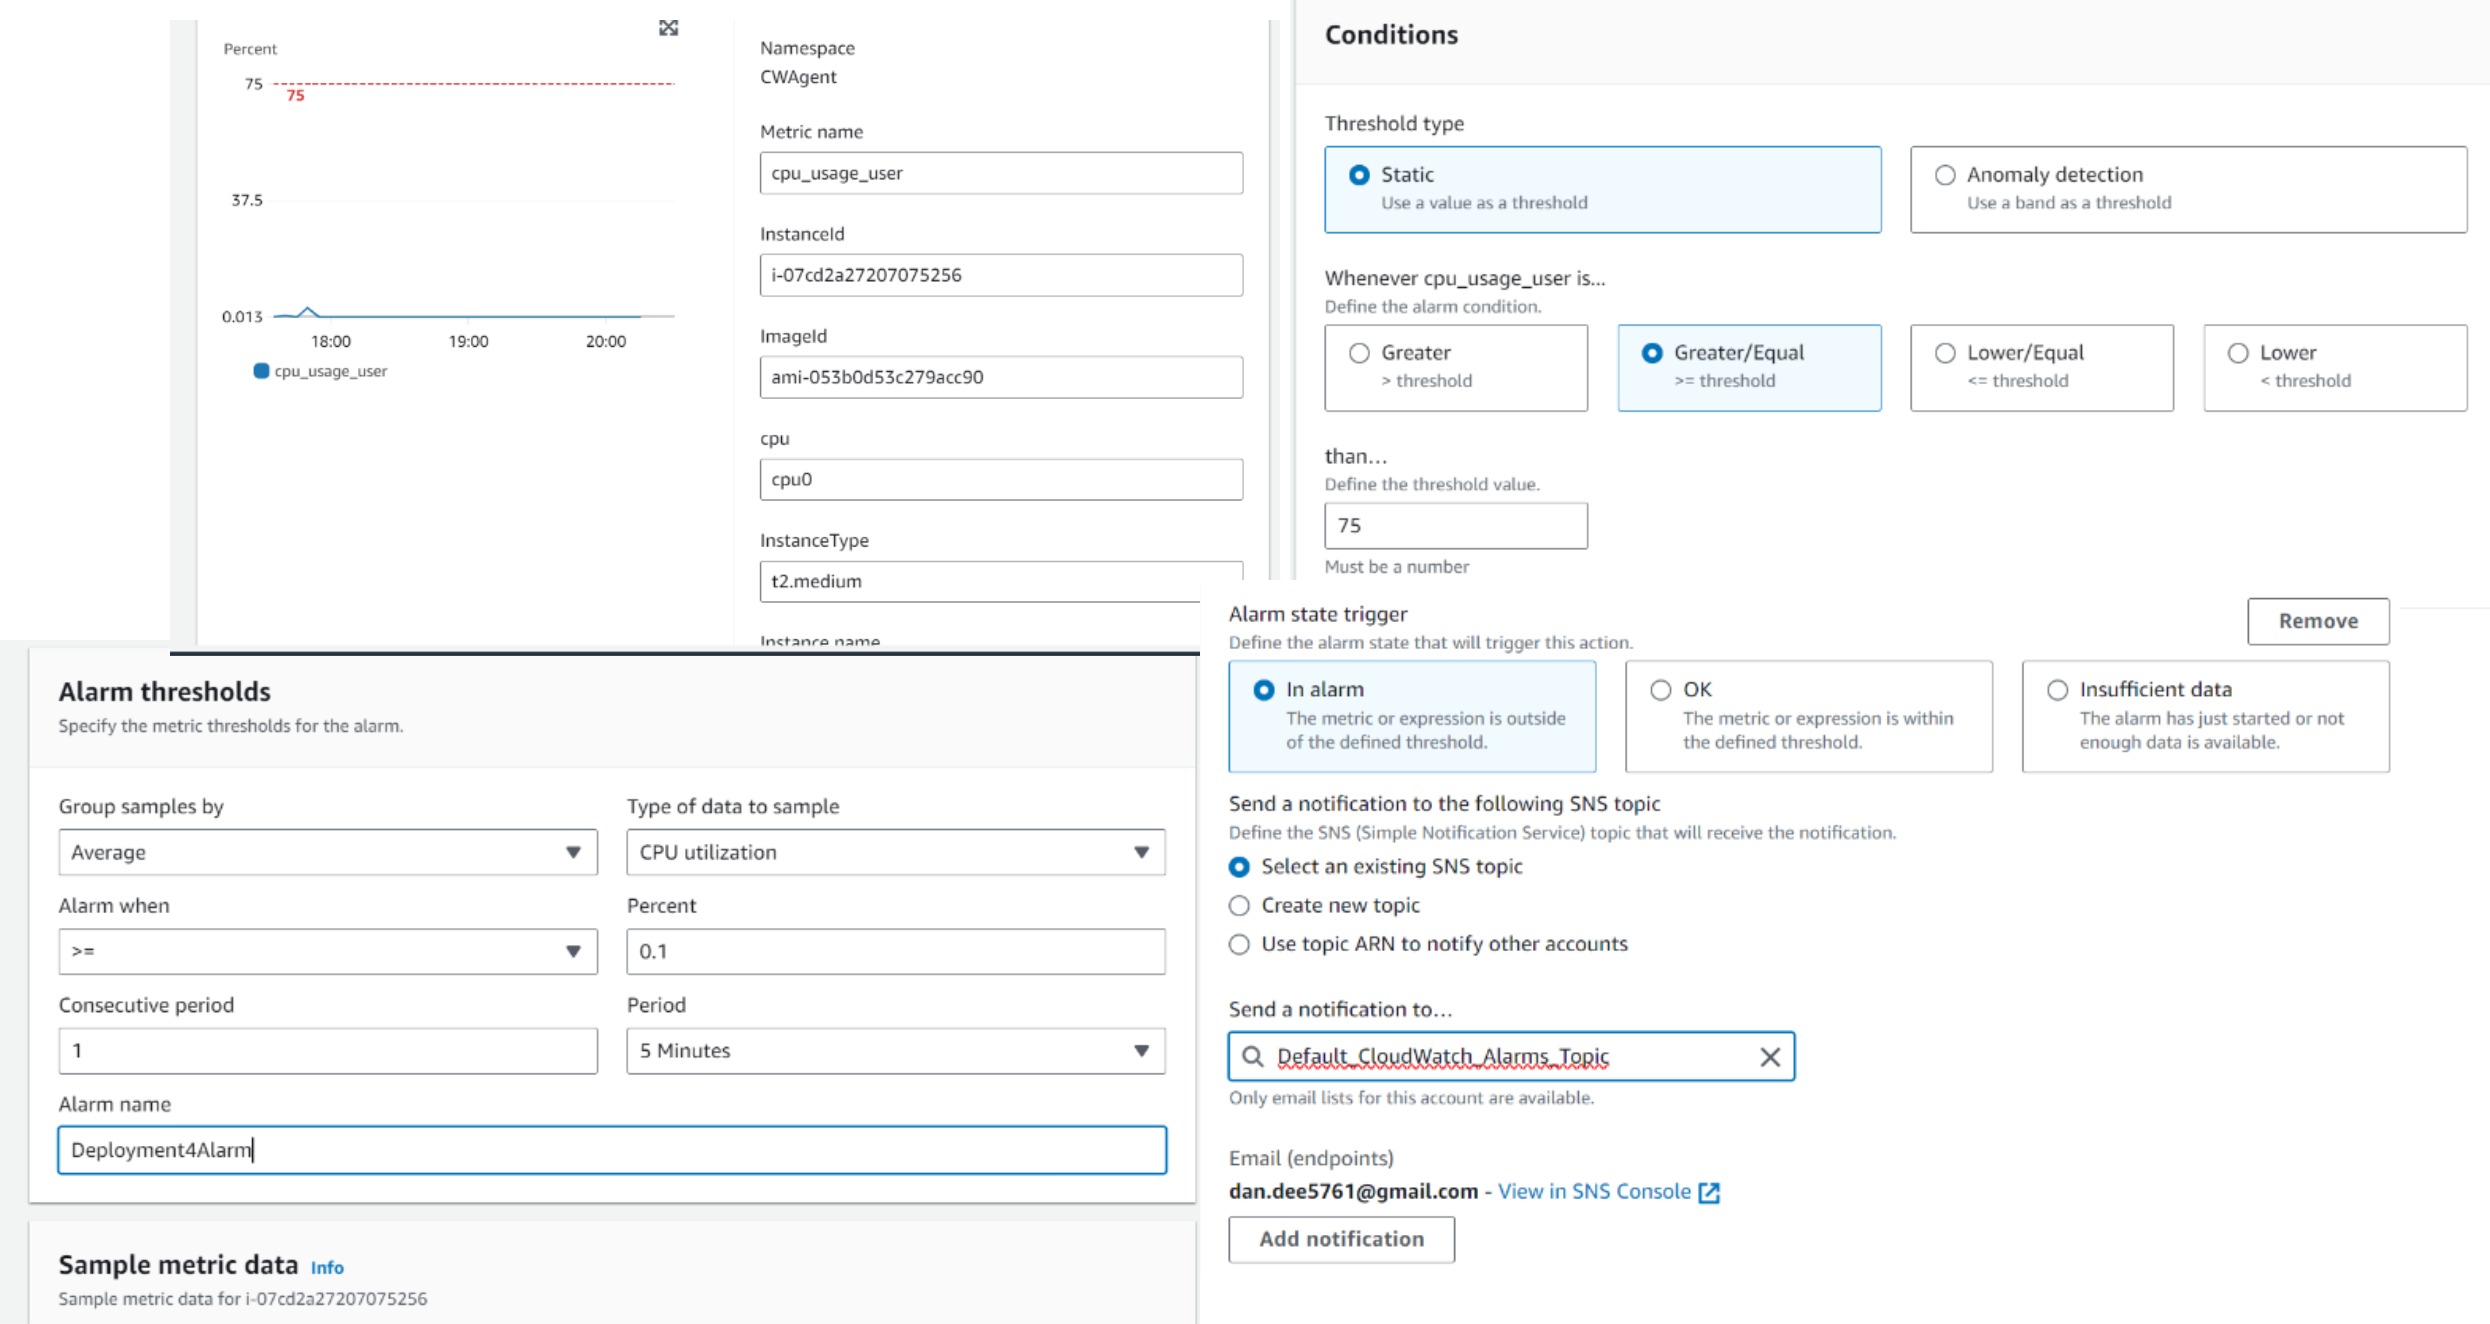 Percent
75
75
37.5
0.013
18:00 19:00 20:00
cpu_usage_user
Namespace
CWAgent
Metric name
cpu_usage_user
InstanceId
i-07cd2a27207075256
ImageId
ami-053b0d53c279acc90
cpu
cpu0
InstanceType
t2.medium
Instance name
Conditions
Threshold type
Static
Use a value as a threshold
Anomaly detection
Use a band as a threshold
Whenever cpu_usage_user is...
Define the alarm condition.
Greater
> threshold
Greater/Equal
>= threshold
Lower/Equal
<= threshold
Lower
< threshold
than...
Define the threshold value.
75
Must be a number
Alarm thresholds
Specify the metric thresholds for the alarm.
Group samples by
Average
Type of data to sample
CPU utilization
Alarm when
>=
Percent
0.1
Consecutive period
1
Period
5 Minutes
Alarm name
Deployment4Alarm
Sample metric data Info
Sample metric data for i-07cd2a27207075256
Alarm state trigger
Define the alarm state that will trigger this action.
Remove
In alarm
The metric or expression is outside
of the defined threshold.
OK
The metric or expression is within
the defined threshold.
Insufficient data
The alarm has just started or not
enough data is available.
Send a notification to the following SNS topic
Define the SNS (Simple Notification Service) topic that will receive the notification.
Select an existing SNS topic
Create new topic
Use topic ARN to notify other accounts
Send a notification to...
Default_CloudWatch_Alarms_Topic
Only email lists for this account are available.
Email (endpoints)
dan.dee5761@gmail.com - View in SNS Console
Add notification